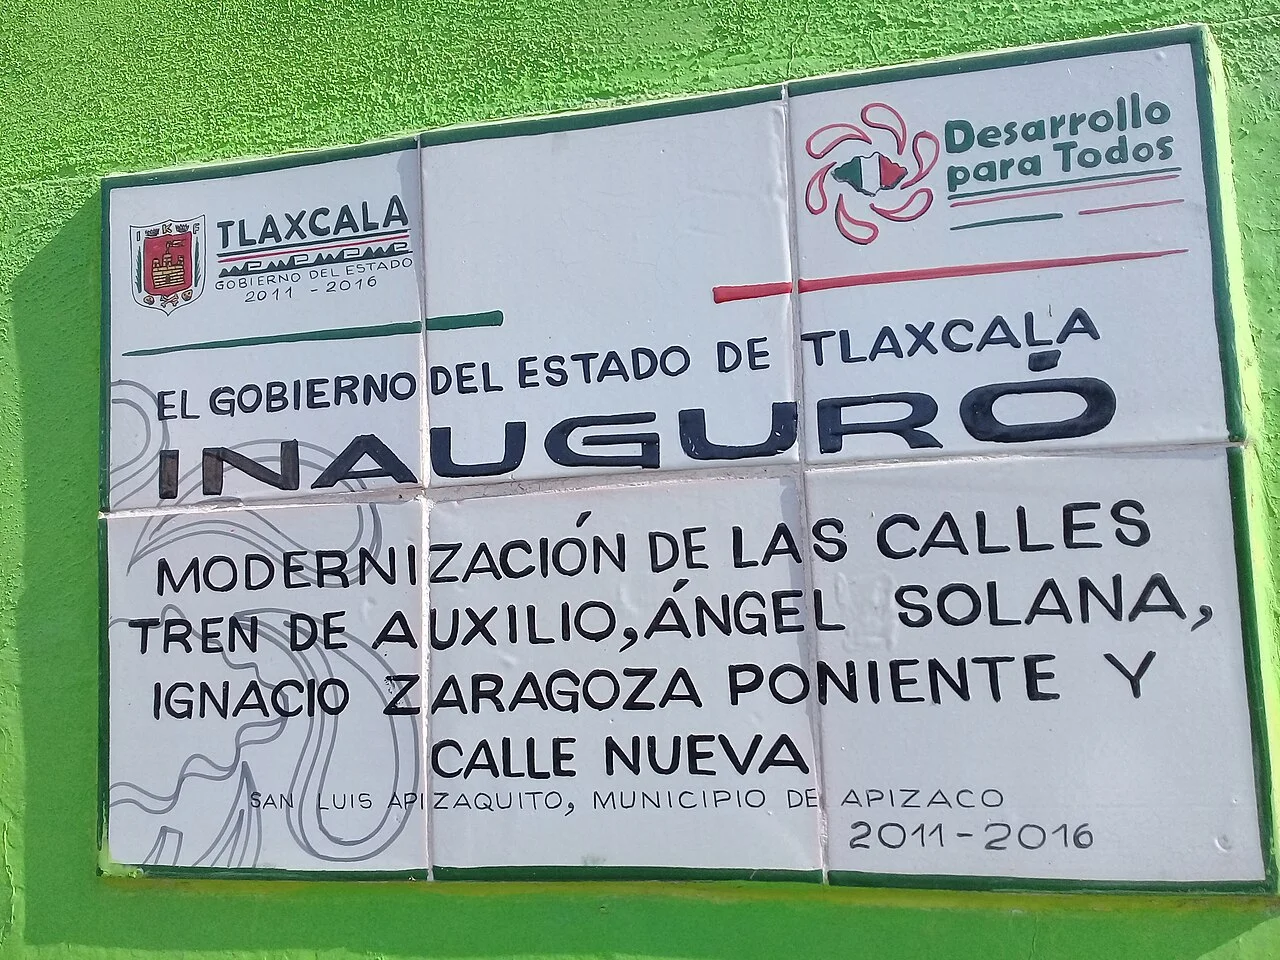 I K F
TLAXCALA
GOBIERNO DEL ESTADO
2011 - 2016
Desarrollo
para Todos
EL GOBIERNO DEL ESTADO DE TLAXCALA
INAUGURÓ
MODERNIZACIÓN DE LAS CALLES
TREN DE AUXILIO, ÁNGEL SOLANA,
IGNACIO ZARAGOZA PONIENTE Y
CALLE NUEVA
SAN LUIS APIZAQUITO, MUNICIPIO DE APIZACO
2011-2016